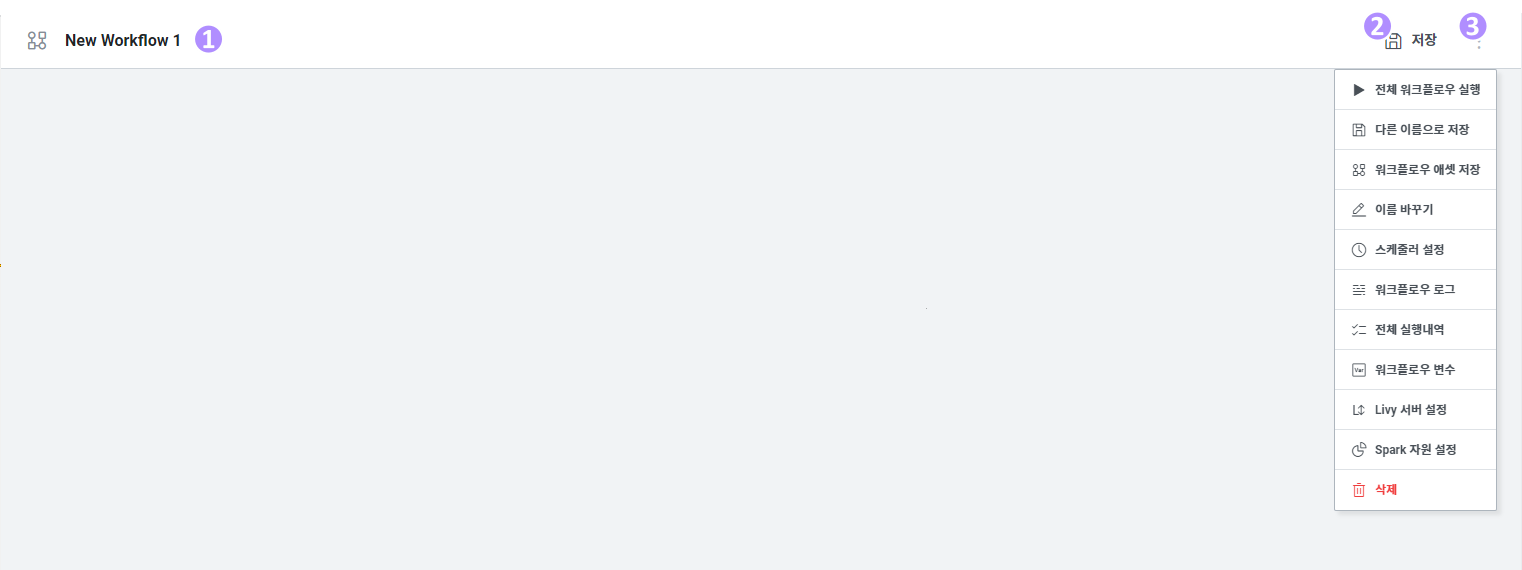 New Workflow 1 1
2 저장 3
전체 워크플로우 실행
다른 이름으로 저장
워크플로우 애셋 저장
이름 바꾸기
스케줄러 설정
워크플로우 로그
전체 실행내역
Var 워크플로우 변수
Livy 서버 설정
Spark 자원 설정
삭제